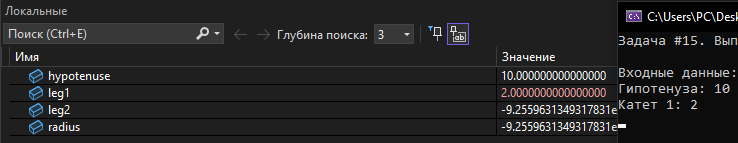 Локальные
Поиск (Ctrl+E)
Глубина поиска: 3
Имя
Значение
hypotenuse
10.000000000000000
leg1
2.0000000000000000
leg2
-9.2559631349317831e
radius
-9.2559631349317831e
C:\Users\PC\Desk
Задача #15. Вып
Входные данные:
Гипотенуза: 10
Катет 1: 2